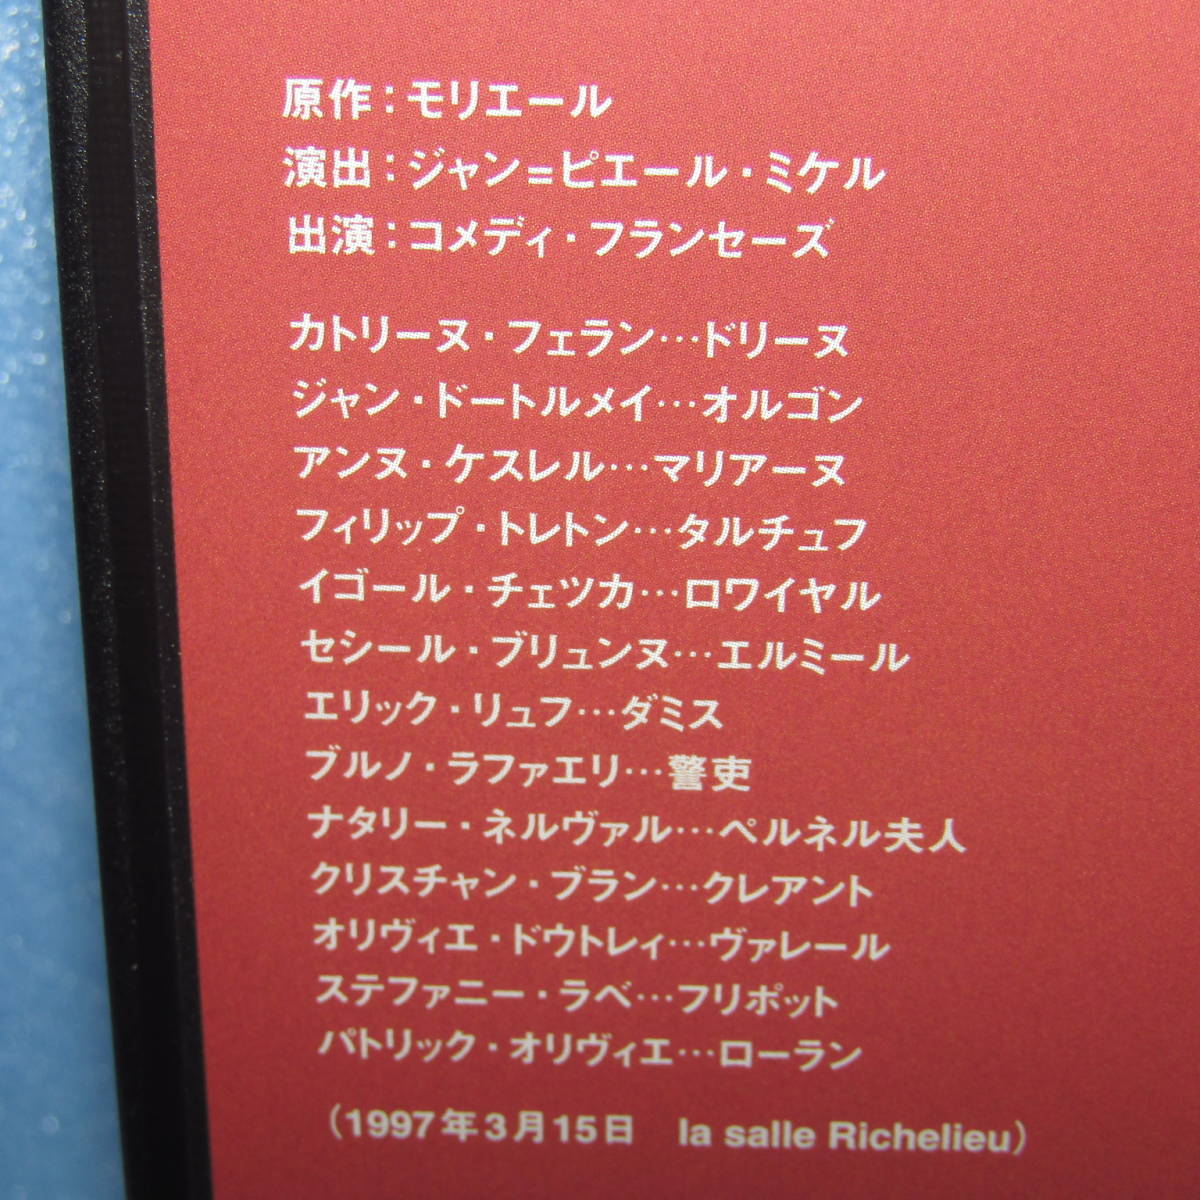 原作：モリエール
演出：ジャン＝ピエール・ミケル
出演：コメディ・フランセーズ
カトリーヌ・フェラン…ドリーヌ
ジャン・ドートルメイ…オルゴン
アンヌ・ケスレル…マリアーヌ
フィリップ・トレトン…タルチュフ
イゴール・チェツカ…ロワイヤル
セシール・ブリュンヌ…エルミール
エリック・リュフ…ダミス
ブルノ・ラファエリ…警吏
ナタリー・ネルヴァル…ペルネル夫人
クリスチャン・ブラン…クレアント
オリヴィエ・ドウトレィ…ヴァレール
ステファニー・ラベ…フリポット
パトリック・オリヴィエ…ローラン
（1997年3月15日　la salle Richelieu）